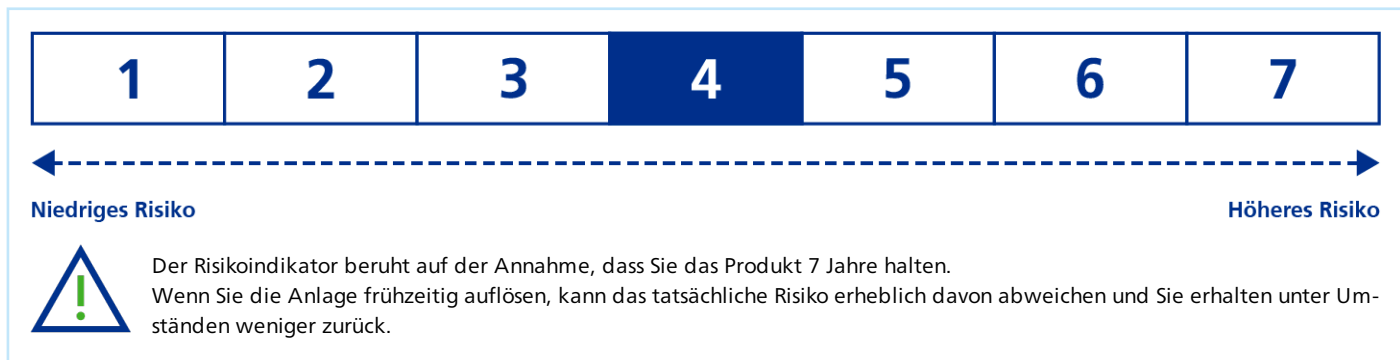 1 2 3 4 5 6 7
Niedriges Risiko Höheres Risiko
Der Risikoindikator beruht auf der Annahme, dass Sie das Produkt 7 Jahre halten.
Wenn Sie die Anlage frühzeitig auflösen, kann das tatsächliche Risiko erheblich davon abweichen und Sie erhalten unter Um-
ständen weniger zurück.